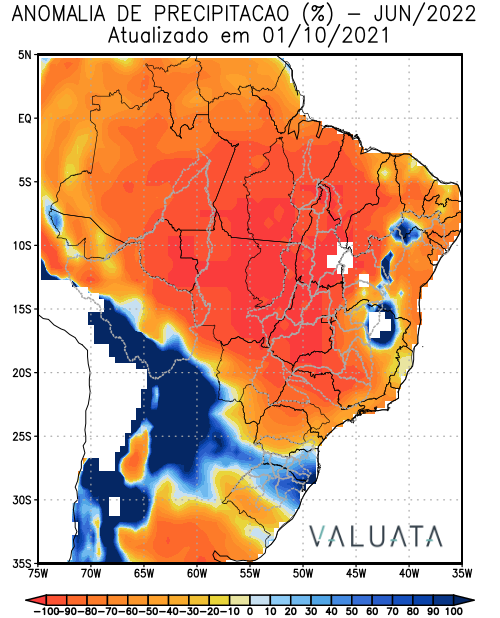 ANOMALIA DE PRECIPITACAO (%) – JUN/2022
Atualizado em 01/10/2021
5N
EQ
5S
10S
15S
20S
25S
30S
35S
VALUATA
75W 70W 65W 60W 55W 50W 45W 40W 35W
-100 -90 -80 -70 -60 -50 -40 -30 -20 -10 0 10 20 30 40 50 60 70 80 90 100